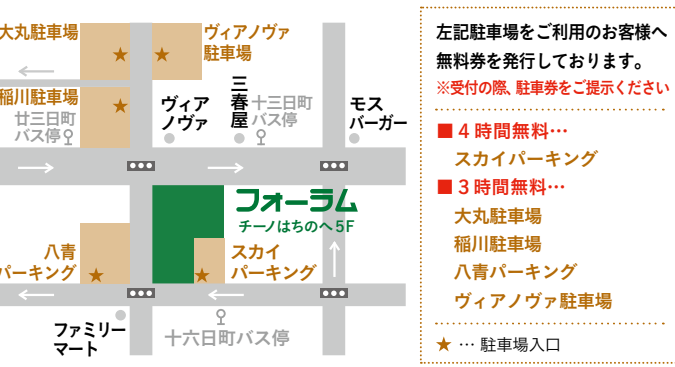 大丸駐車場
ヴィアノヴァ
駐車場
稲川駐車場
廿三日町
バス停
ヴィア
ノヴァ
三春屋
十三日町
バス停
モス
バーガー
フォーラム
チーノはちのへ5F
八青
パーキング
スカイ
パーキング
ファミリー
マート
十六日町バス停
左記駐車場をご利用のお客様へ
無料券を発行しております。
※受付の際、駐車券をご提示ください
■4時間無料…
スカイパーキング
■3時間無料…
大丸駐車場
稲川駐車場
八青パーキング
ヴィアノヴァ駐車場
★ … 駐車場入口